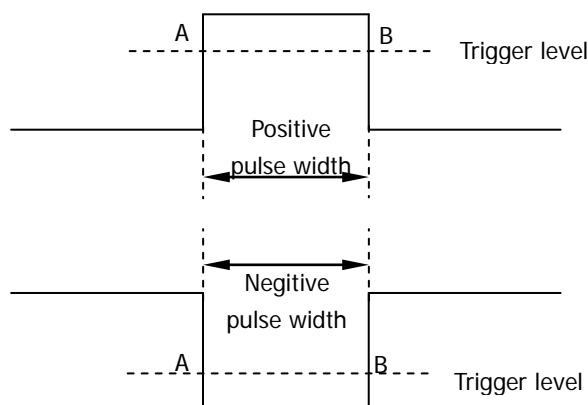 A
B
Trigger level
Positive
pulse width
Negitive
pulse width
A
B
Trigger level